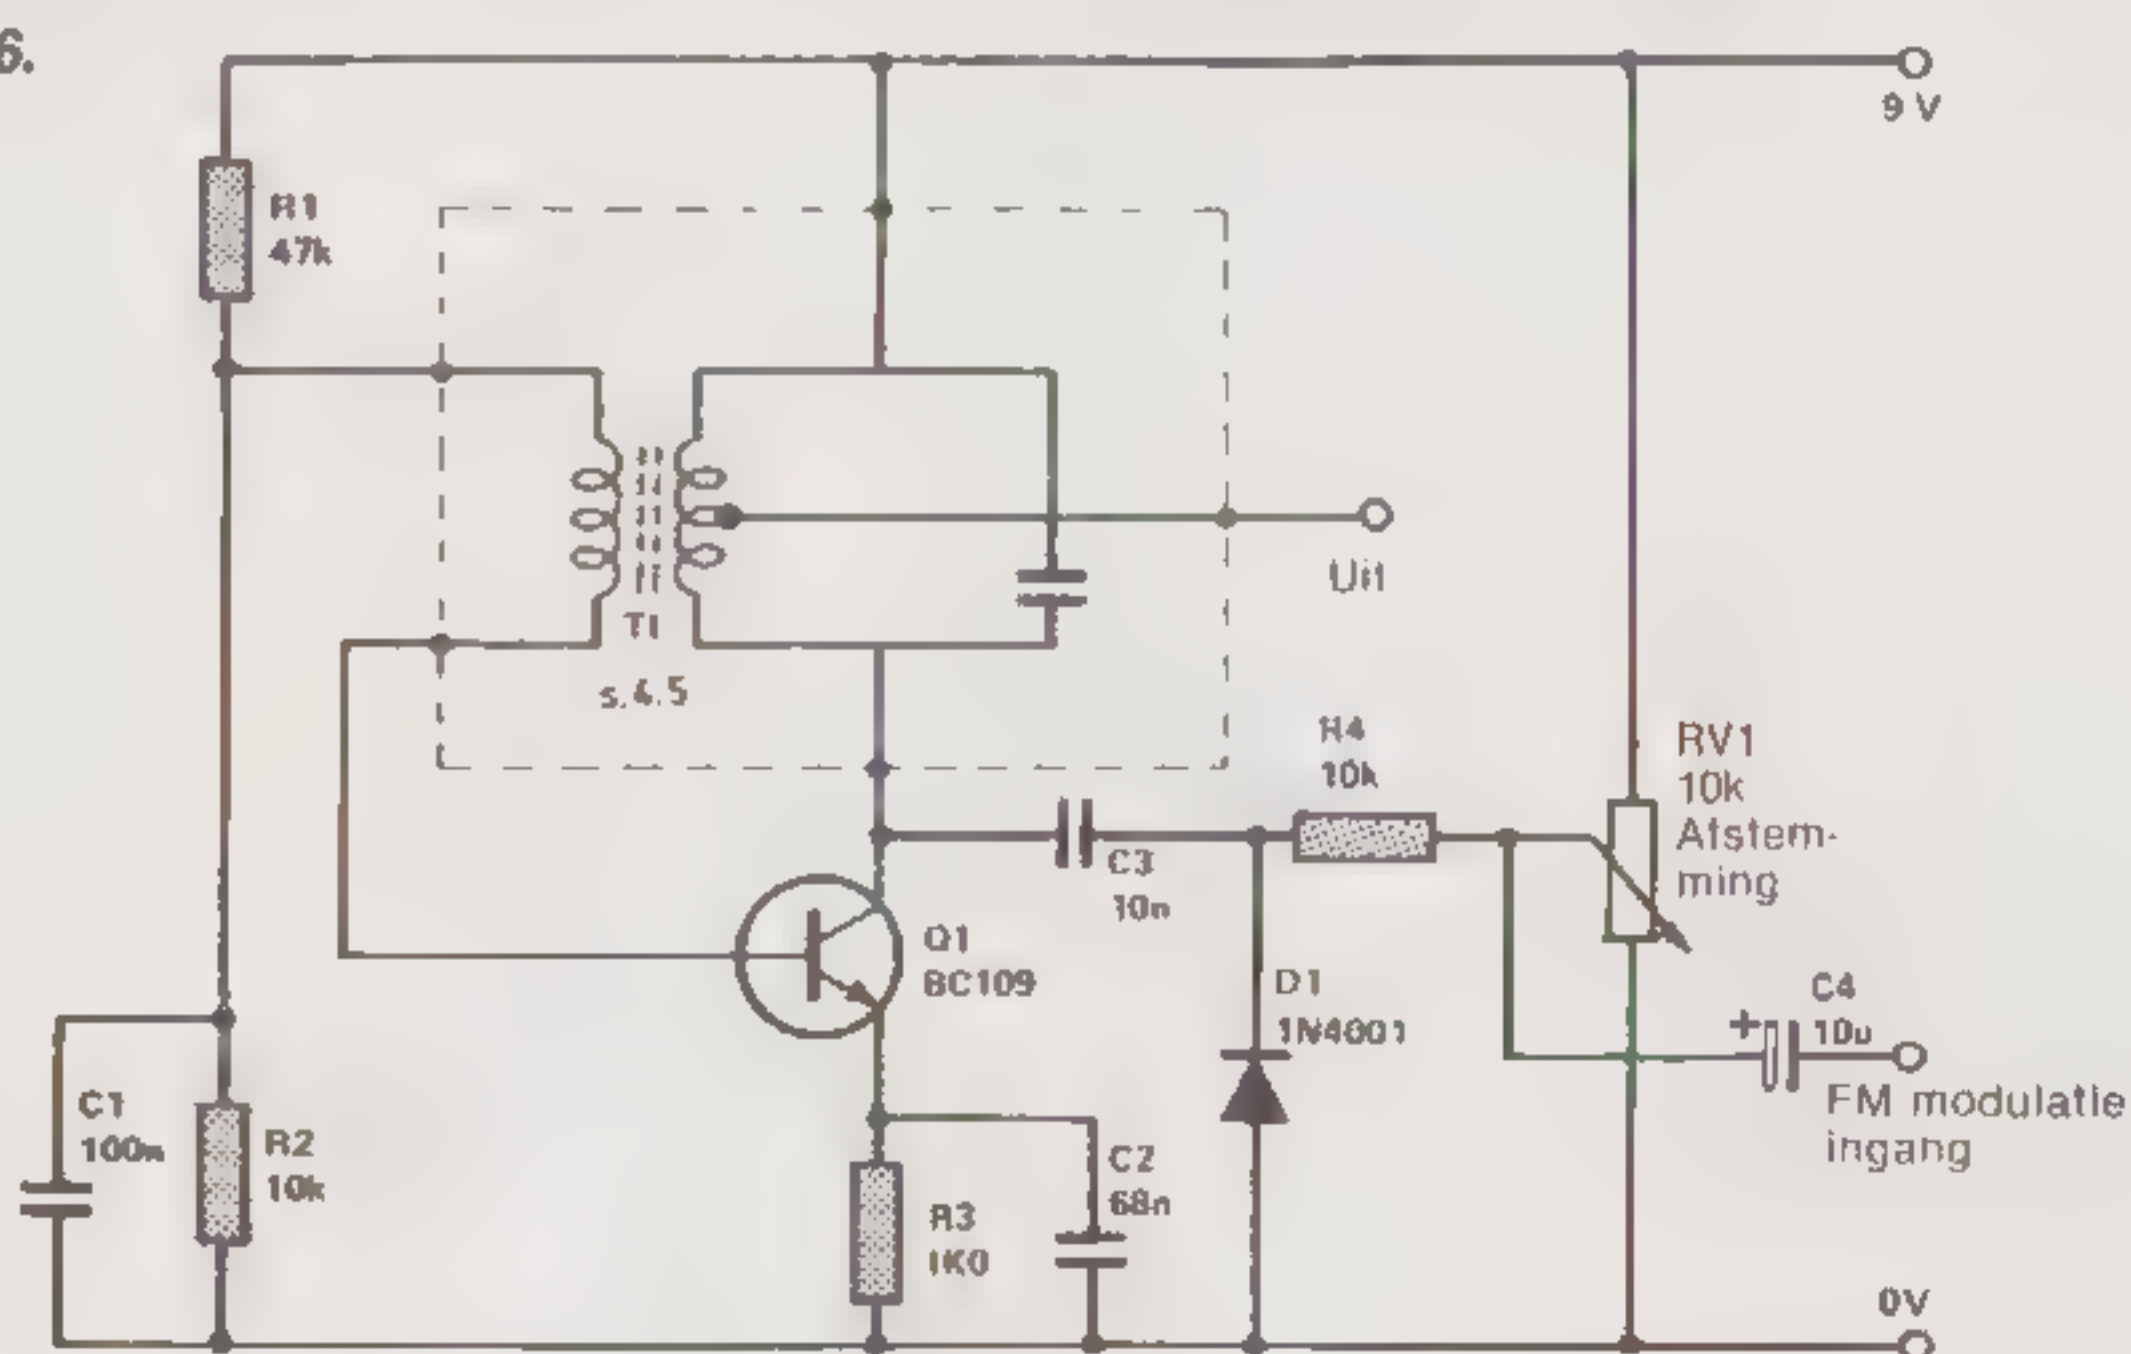 6.
9 V
R1
47k
Uit
T1
s.4.5
R4
10k
RV1
10k
Afstem-
ming
C3
10n
Q1
BC109
D1
1N4001
C4
+
10u
FM modulatie
ingang
C1
100n
R2
10k
C2
68n
R3
1K0
0V